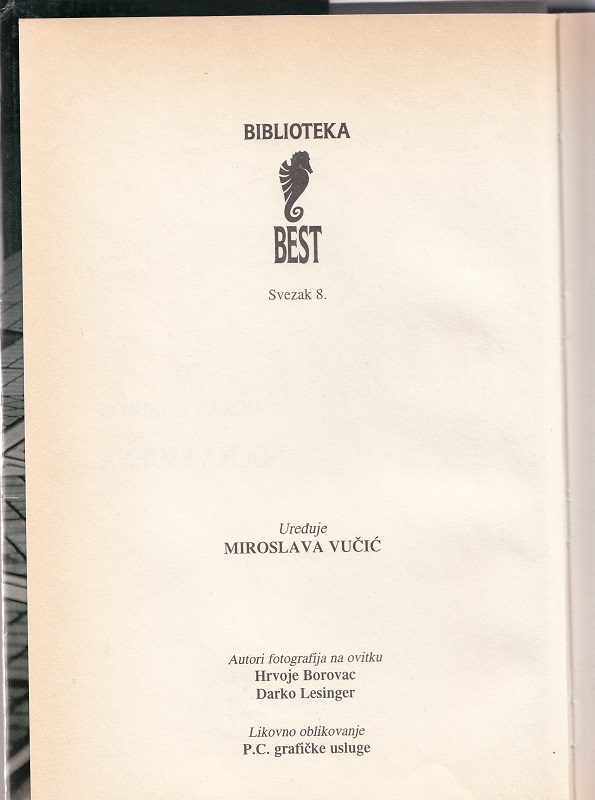 BIBLIOTEKA
BEST
Svezak 8.
Uređuje
MIROSLAVA VUČIĆ
Autori fotografija na ovitku
Hrvoje Borovac
Darko Lesinger
Likovno oblikovanje
P.C. grafičke usluge